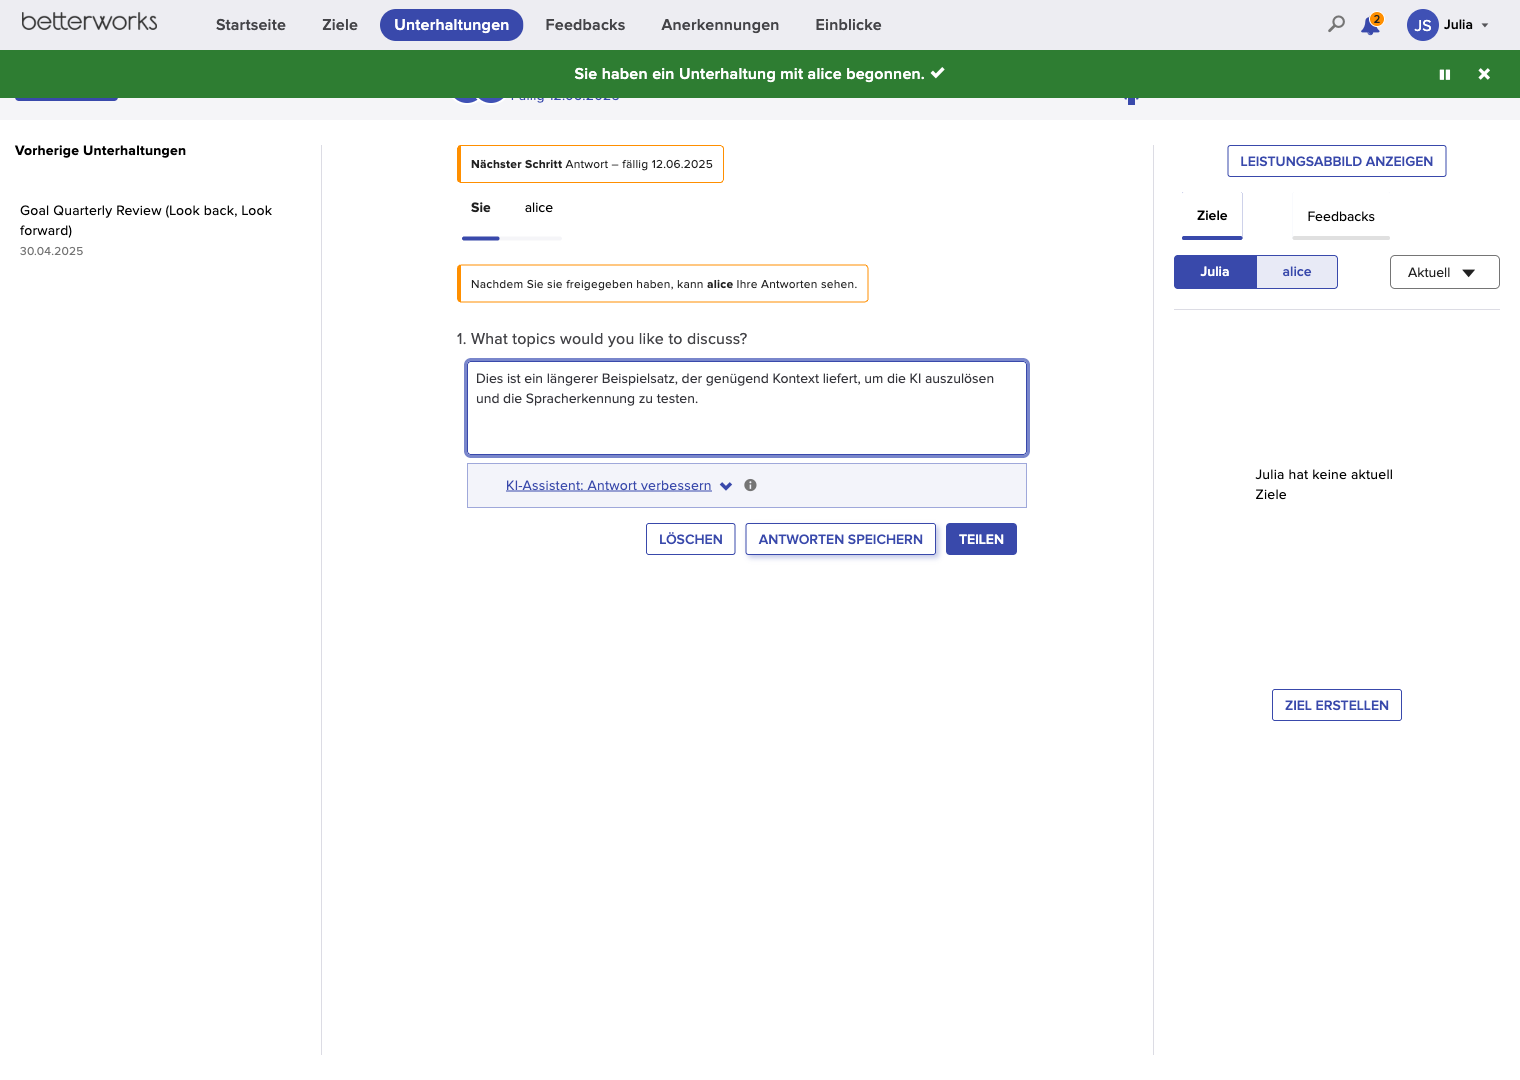 betterworks
Startseite
Ziele
Unterhaltungen
Feedbacks
Anerkennungen
Einblicke
2
JS
Julia
Sie haben ein Unterhaltung mit alice begonnen.
Fällig 12.06.2025
Vorherige Unterhaltungen
Goal Quarterly Review (Look back, Look
forward)
30.04.2025
Nächster Schritt Antwort – fällig 12.06.2025
Sie
alice
Nachdem Sie sie freigegeben haben, kann alice Ihre Antworten sehen.
1. What topics would you like to discuss?
Dies ist ein längerer Beispielsatz, der genügend Kontext liefert, um die KI auszulösen
und die Spracherkennung zu testen.
KI-Assistent: Antwort verbessern
LÖSCHEN
ANTWORTEN SPEICHERN
TEILEN
LEISTUNGSABBILD ANZEIGEN
Ziele
Feedbacks
Julia
alice
Aktuell
Julia hat keine aktuell
Ziele
ZIEL ERSTELLEN